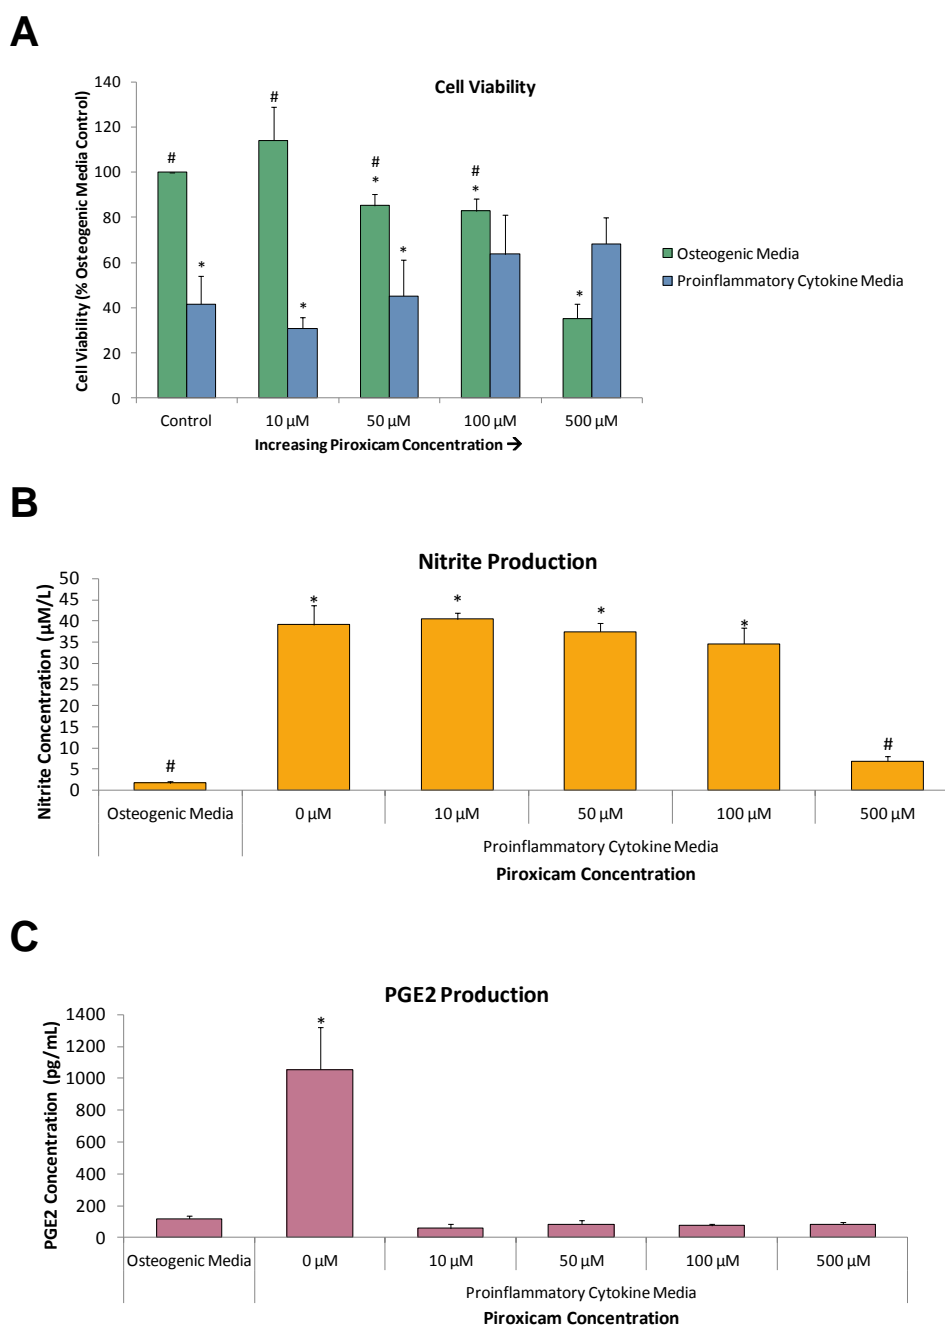 A
Cell Viability
Cell Viability (% Osteogenic Media Control)
140
120
100
80
60
40
20
0
#
*
#
*
#
*
*
#
*
*
Osteogenic Media
Proinflammatory Cytokine Media
Control
10 µM
50 µM
100 µM
500 µM
Increasing Piroxicam Concentration →
B
Nitrite Production
Nitrite Concentration (µM/L)
50
45
40
35
30
25
20
15
10
5
0
#
*
*
*
*
#
Osteogenic Media
0 µM
10 µM
50 µM
100 µM
500 µM
Proinflammatory Cytokine Media
Piroxicam Concentration
C
PGE2 Production
PGE2 Concentration (pg/mL)
1400
1200
1000
800
600
400
200
0
*
Osteogenic Media
0 µM
10 µM
50 µM
100 µM
500 µM
Proinflammatory Cytokine Media
Piroxicam Concentration